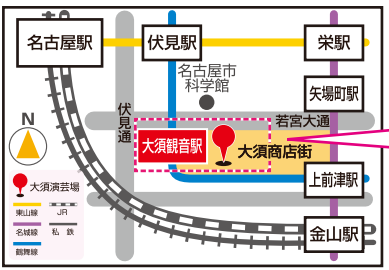 名古屋駅
伏見駅
栄駅
名古屋市
科学館
矢場町駅
伏見通
若宮大通
N
大須観音駅
大須商店街
大須演芸場
上前津駅
東山線
JR
名城線
私 鉄
鶴舞線
金山駅